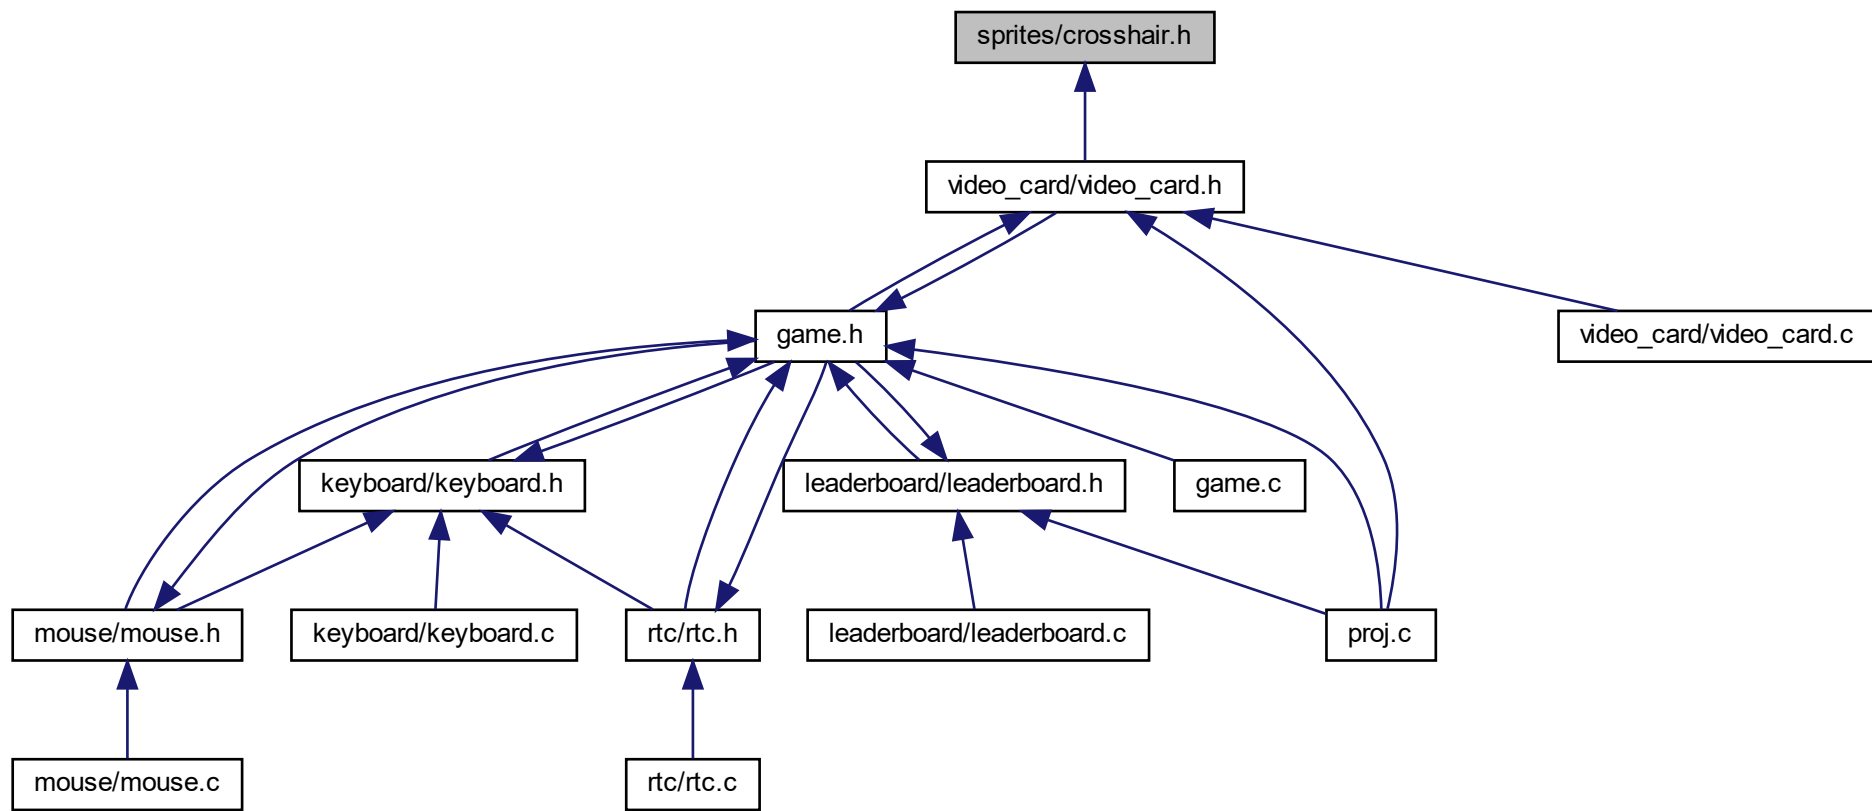 sprites/crosshair.h
video_card/video_card.h
game.h
video_card/video_card.c
keyboard/keyboard.h
leaderboard/leaderboard.h
game.c
mouse/mouse.h
keyboard/keyboard.c
rtc/rtc.h
leaderboard/leaderboard.c
proj.c
mouse/mouse.c
rtc/rtc.c